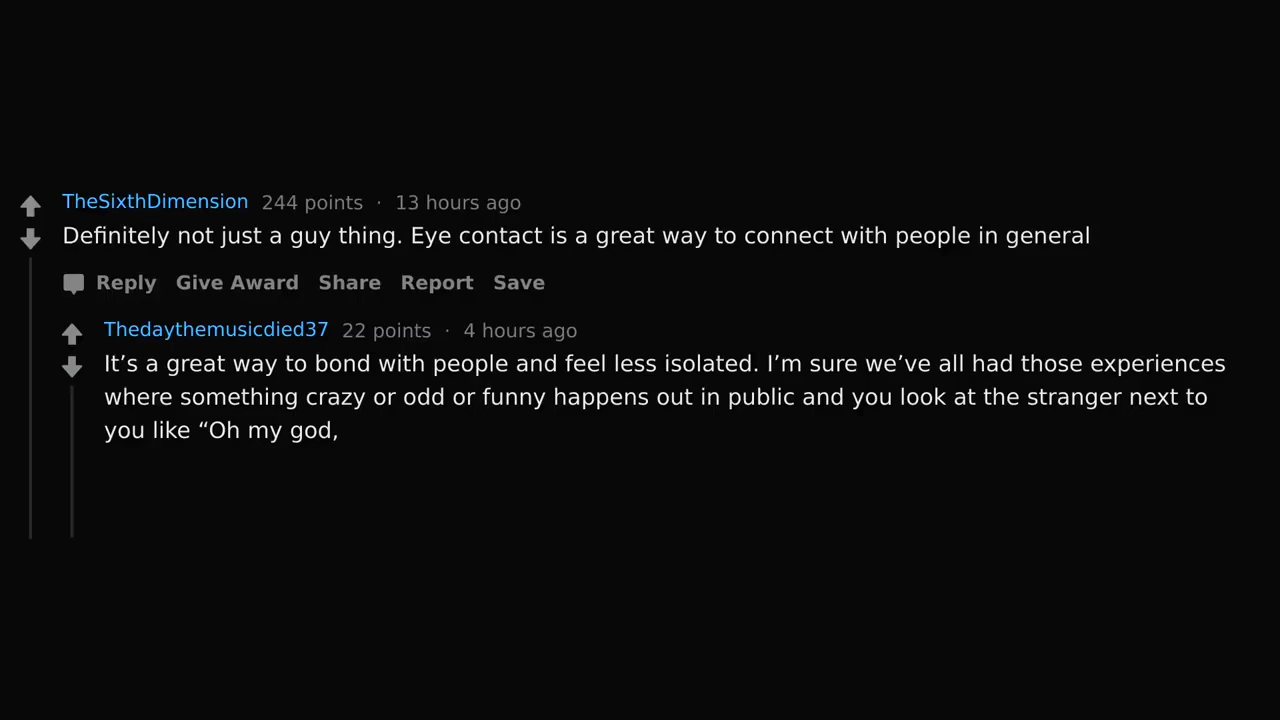 TheSixthDimension 244 points · 13 hours ago
Definitely not just a guy thing. Eye contact is a great way to connect with people in general
Reply Give Award Share Report Save
Thedaythemusicdied37 22 points · 4 hours ago
It’s a great way to bond with people and feel less isolated. I’m sure we’ve all had those experiences
where something crazy or odd or funny happens out in public and you look at the stranger next to
you like “Oh my god,